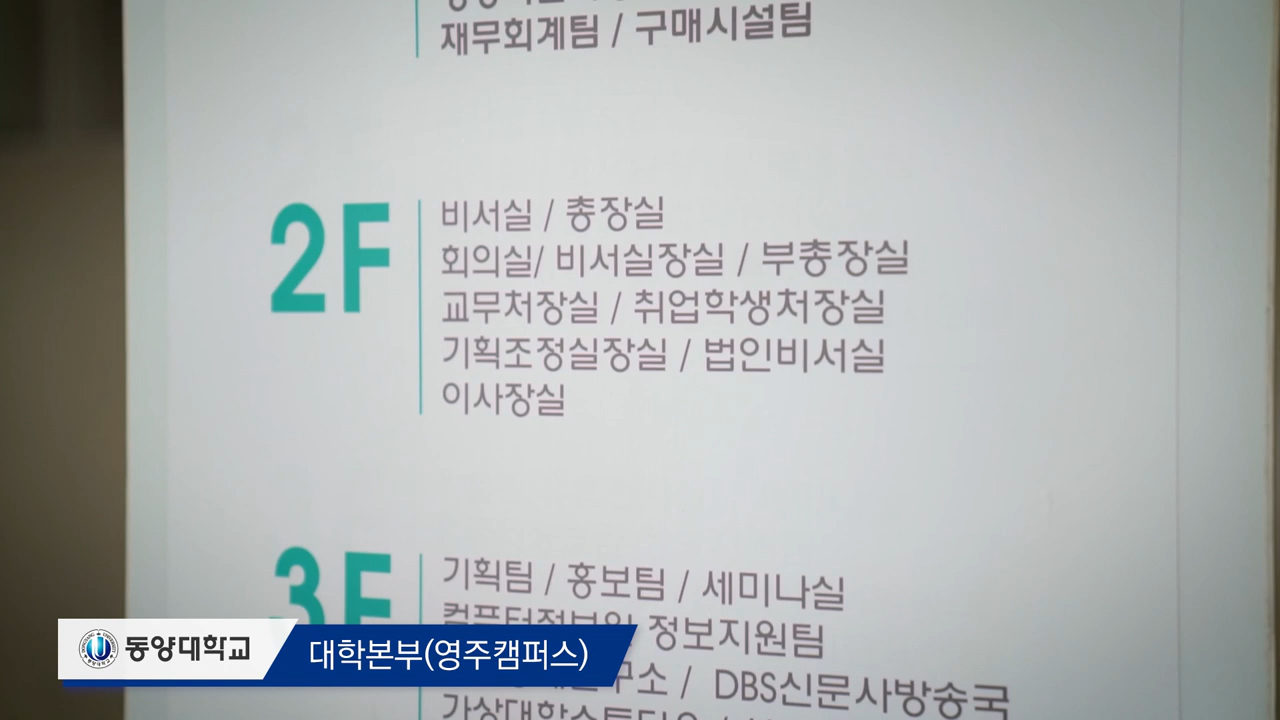 재무회계팀 / 구매시설팀
2F
비서실 / 총장실
회의실/ 비서실장실 / 부총장실
교무처장실 / 취업학생처장실
기획조정실장실 / 법인비서실
이사장실
3F
기획팀 / 홍보팀 / 세미나실
정보지원팀
/ DBS신문사방송국
동양대학교
대학본부(영주캠퍼스)